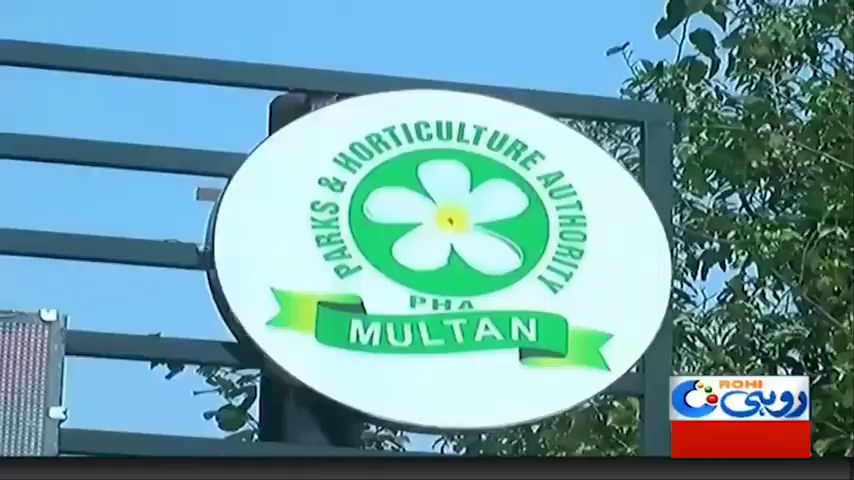 PARKS & HORTICULTURE AUTHORITY
PHA
MULTAN
ROHI
روہی